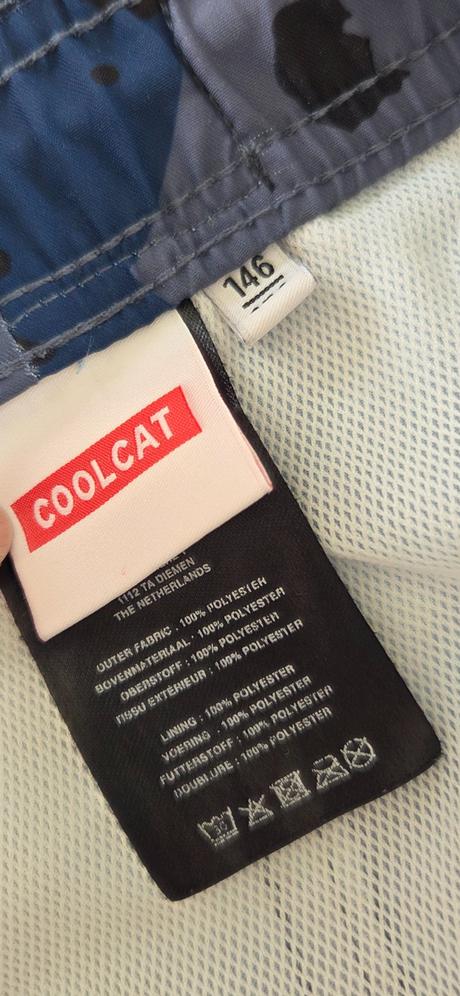 146
COOLCAT
1112 TA DIEMEN
THE NETHERLANDS
OUTER FABRIC : 100% POLYESTER
BOVENMATERIAAL : 100% POLYESTER
OBERSTOFF : 100% POLYESTER
TISSU EXTÉRIEUR : 100% POLYESTER
LINING : 100% POLYESTER
VOERING : 100% POLYESTER
FUTTERSTOFF : 100% POLYESTER
DOUBLURE : 100% POLYESTER
30